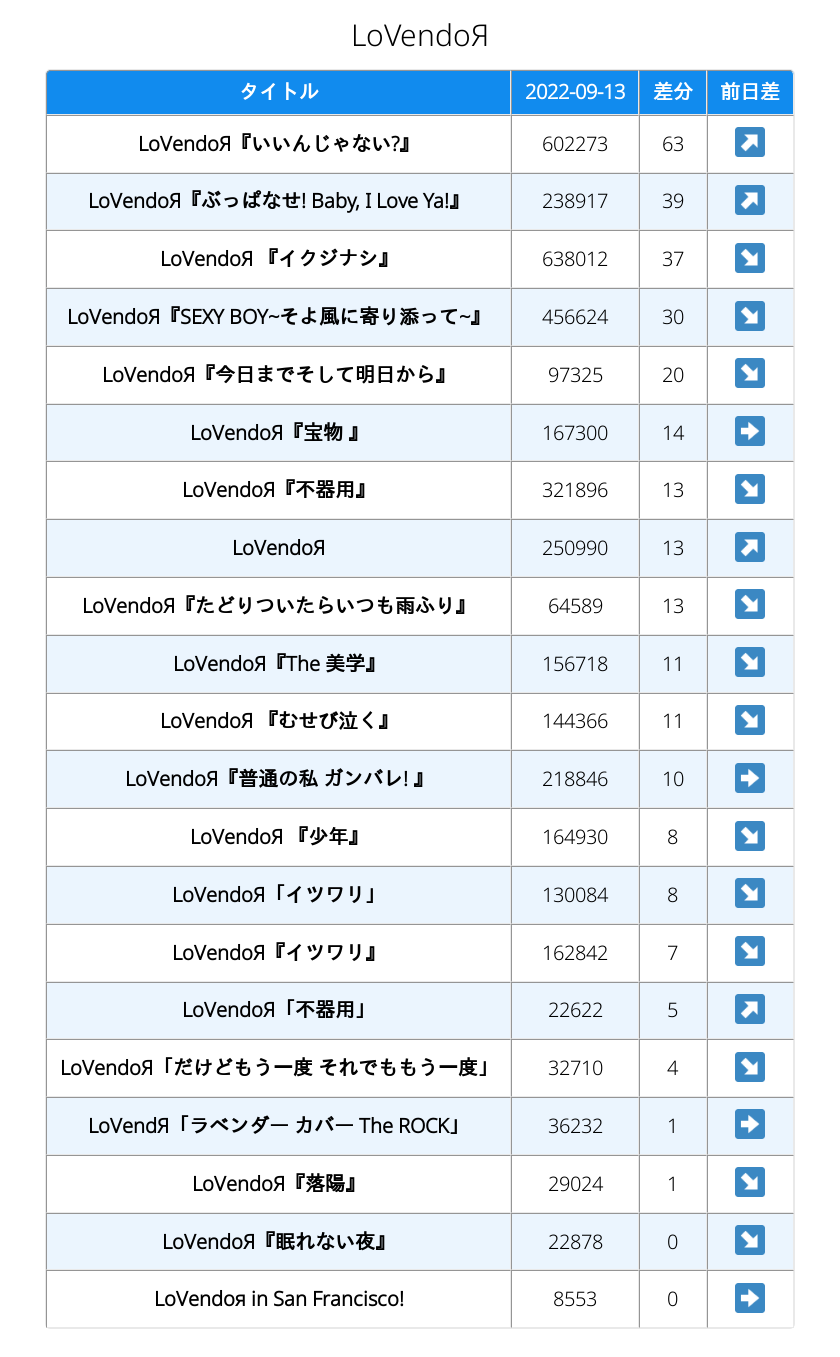 LoVendoЯ
タイトル 2022-09-13 差分 前日差
LoVendoЯ『いいんじゃない?』 602273 63 ↗
LoVendoЯ『ぶっぱなせ! Baby, I Love Ya!』 238917 39 ↗
LoVendoЯ 『イクジナシ』 638012 37 ↘
LoVendoЯ『SEXY BOY~そよ風に寄り添って~』 456624 30 ↘
LoVendoЯ『今日までそして明日から』 97325 20 ↘
LoVendoЯ『宝物 』 167300 14 ➡
LoVendoЯ『不器用』 321896 13 ↘
LoVendoЯ 250990 13 ↗
LoVendoЯ『たどりついたらいつも雨ふり』 64589 13 ↘
LoVendoЯ『The 美学』 156718 11 ↘
LoVendoЯ 『むせび泣く』 144366 11 ↘
LoVendoЯ『普通の私 ガンバレ! 』 218846 10 ➡
LoVendoЯ 『少年』 164930 8 ↘
LoVendoЯ「イツワリ」 130084 8 ↘
LoVendoЯ『イツワリ』 162842 7 ↘
LoVendoЯ「不器用」 22622 5 ↗
LoVendoЯ「だけどもう一度 それでももう一度」 32710 4 ↘
LoVendЯ「ラベンダー カバー The ROCK」 36232 1 ➡
LoVendoЯ『落陽』 29024 1 ↘
LoVendoЯ『眠れない夜』 22878 0 ↘
LoVendoя in San Francisco! 8553 0 ➡